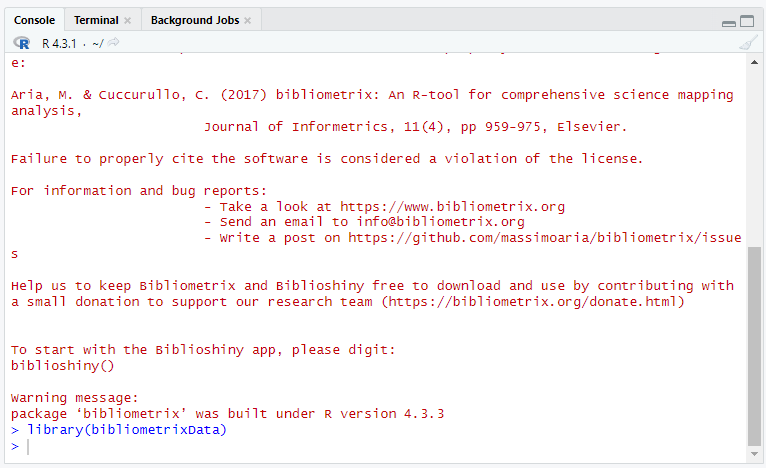 Console Terminal Background Jobs
R 4.3.1 · ~/
e:
Aria, M. & Cuccurullo, C. (2017) bibliometrix: An R-tool for comprehensive science mapping
analysis,
Journal of Informetrics, 11(4), pp 959-975, Elsevier.
Failure to properly cite the software is considered a violation of the license.
For information and bug reports:
- Take a look at https://www.bibliometrix.org
- Send an email to info@bibliometrix.org
- Write a post on https://github.com/massimoaria/bibliometrix/issue
s
Help us to keep Bibliometrix and Biblioshiny free to download and use by contributing with
a small donation to support our research team (https://bibliometrix.org/donate.html)
To start with the Biblioshiny app, please digit:
biblioshiny()
Warning message:
package ‘bibliometrix’ was built under R version 4.3.3
> library(bibliometrixData)
>